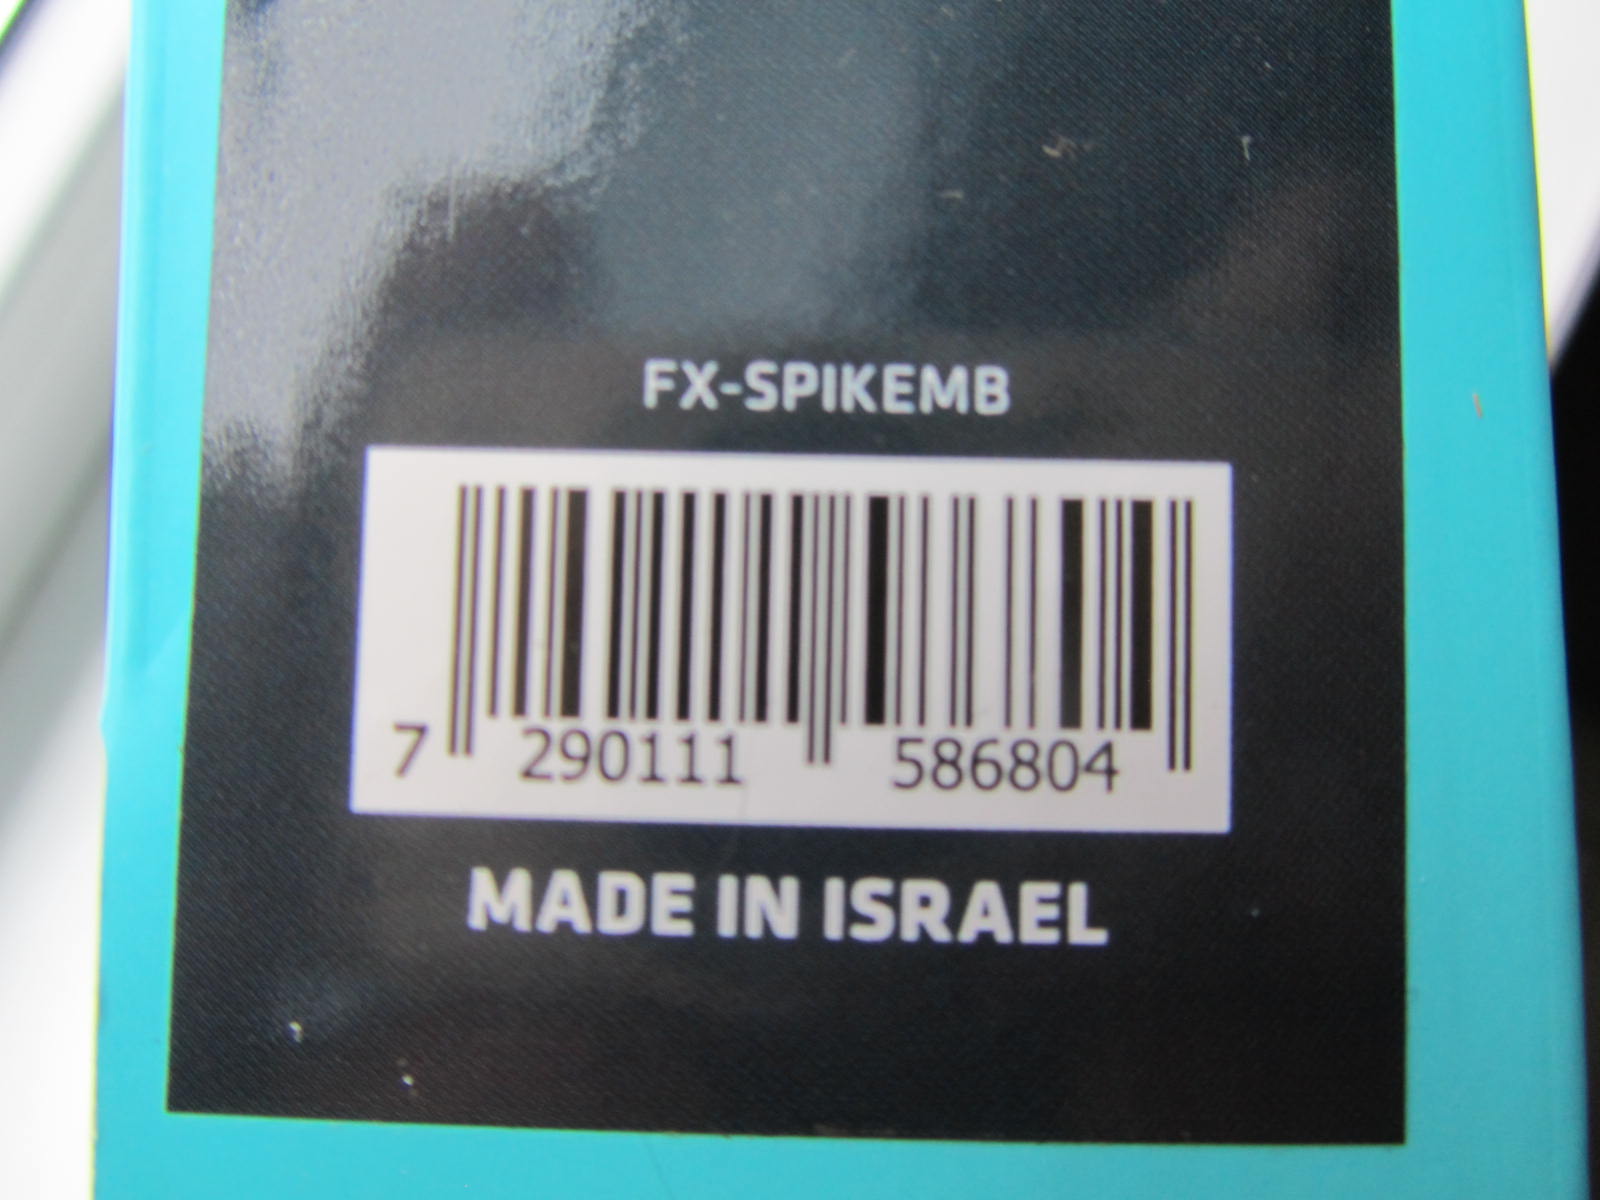 FX-SPIKEMB
7 290111 586804
MADE IN ISRAEL